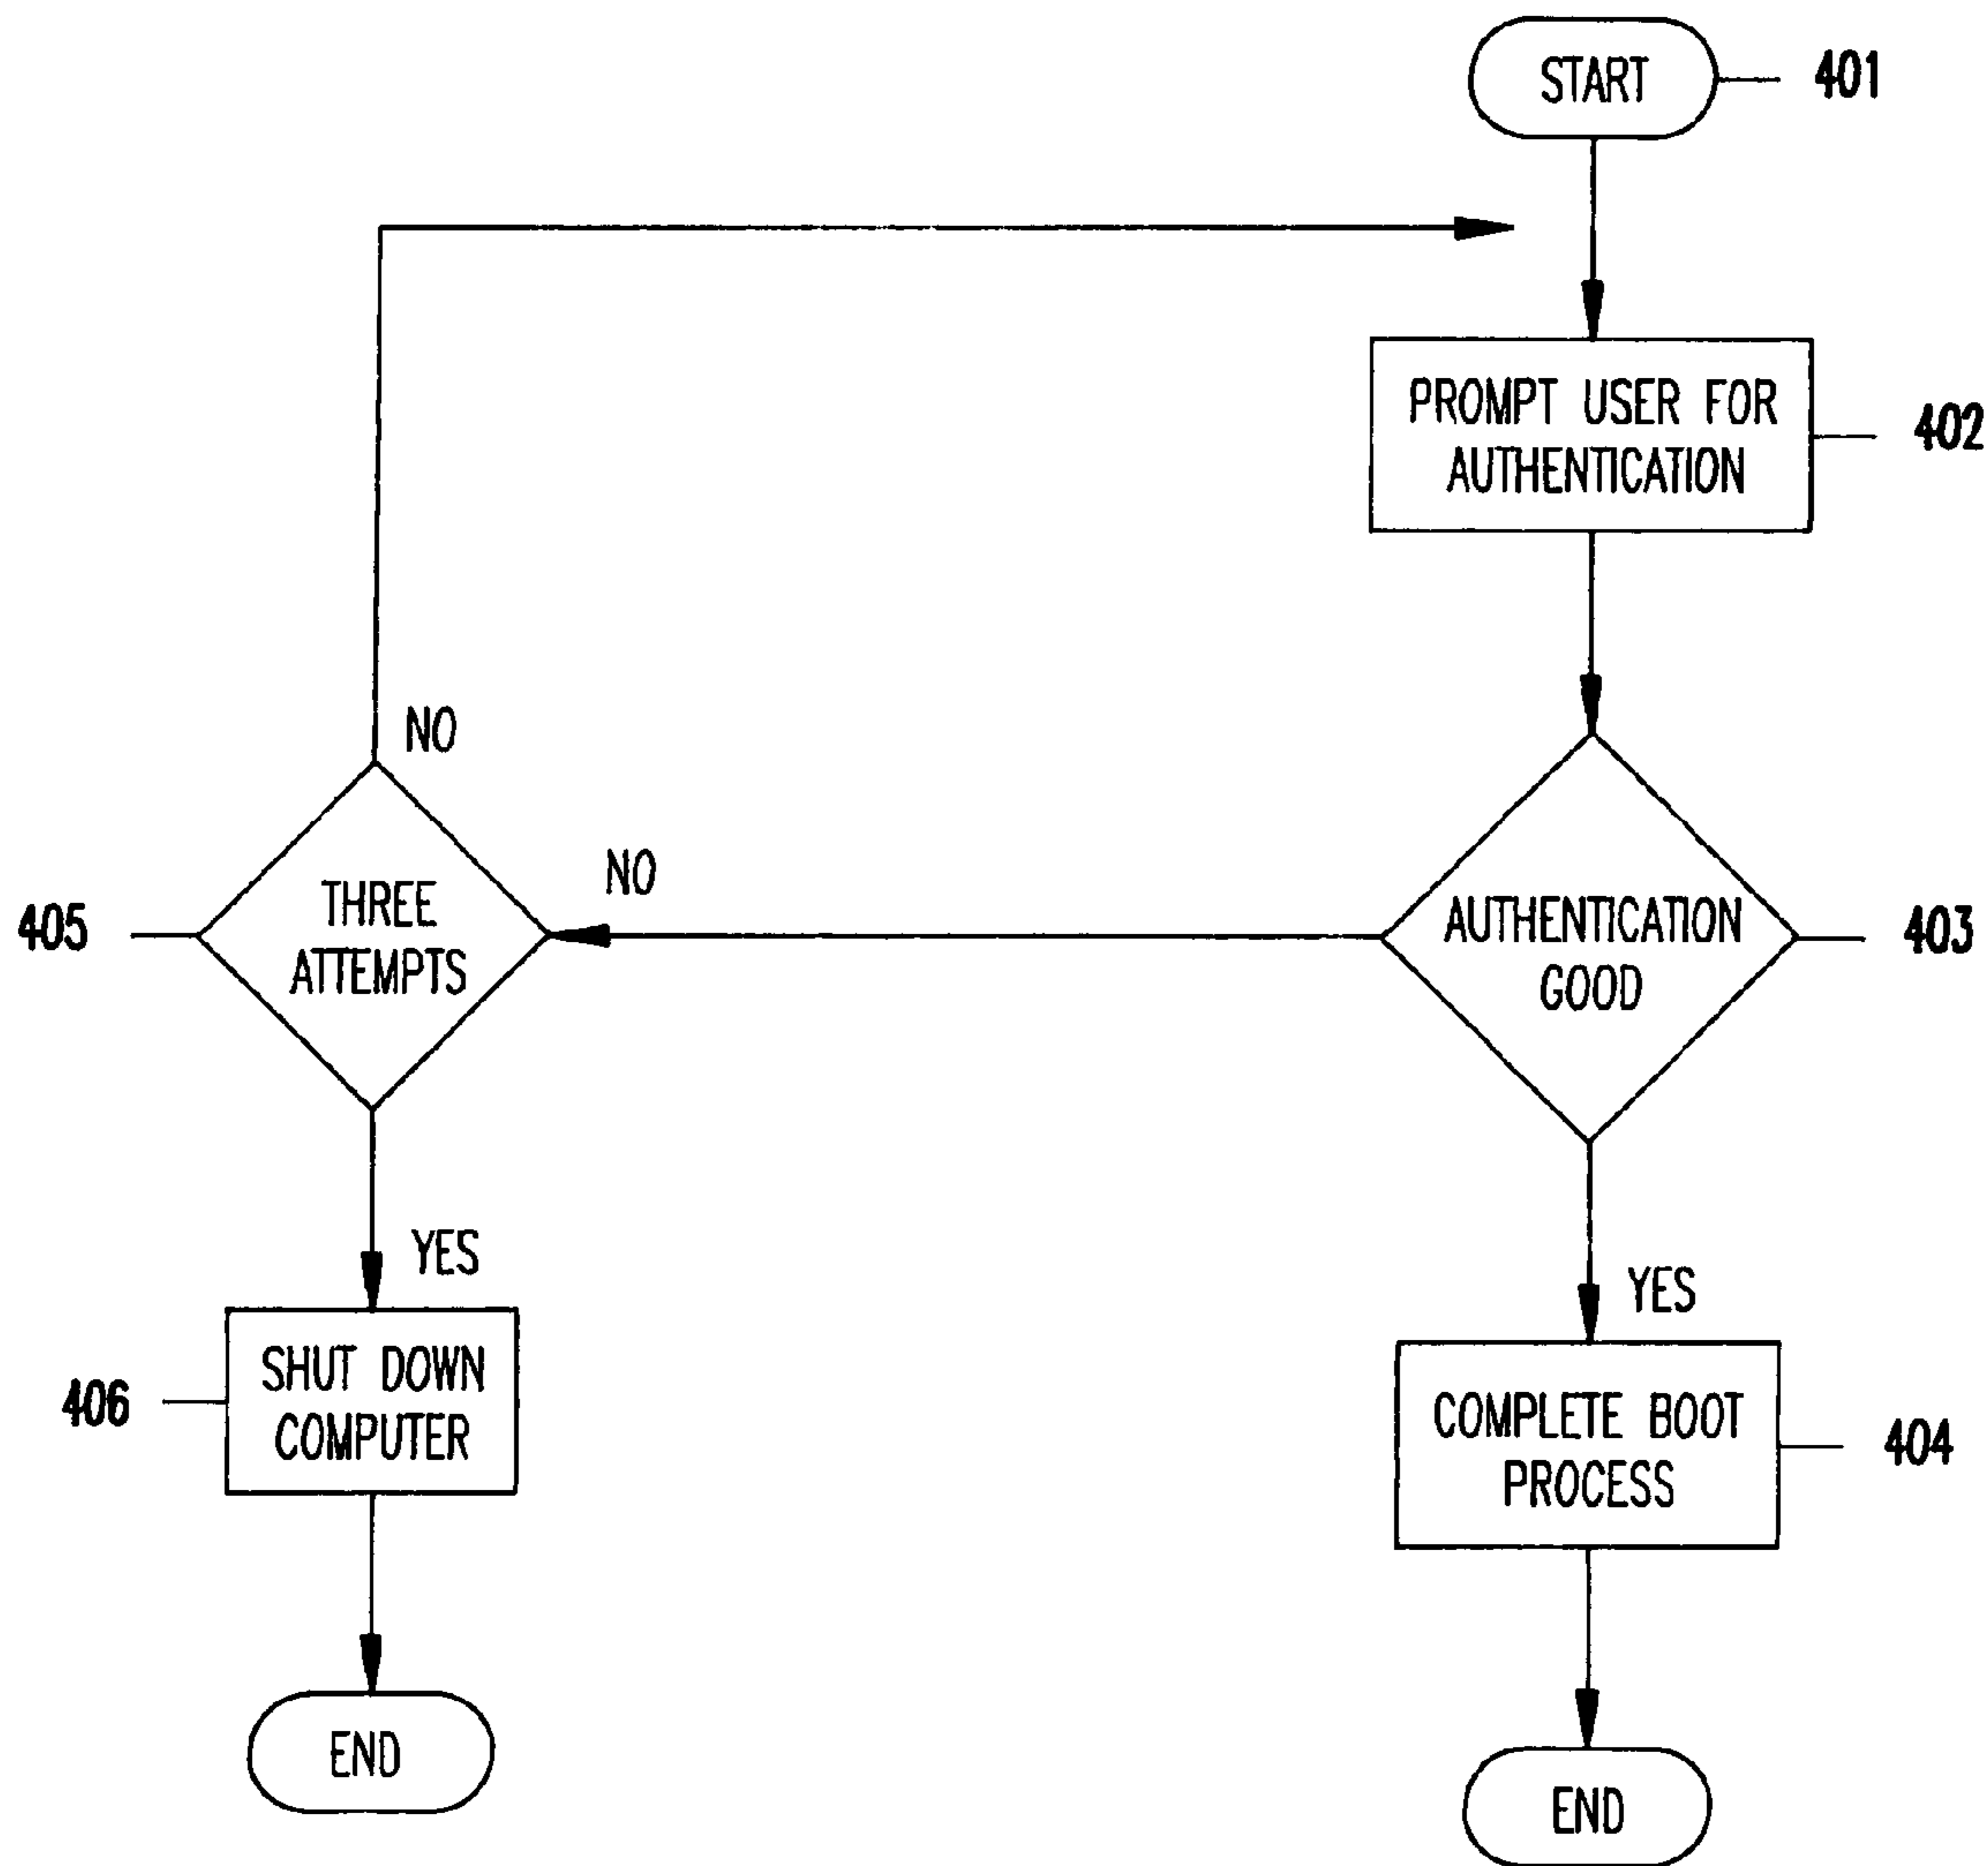 START
401
PROMPT USER FOR
AUTHENTICATION
402
NO
NO
THREE
ATTEMPTS
405
AUTHENTICATION
GOOD
403
YES
YES
SHUT DOWN
COMPUTER
406
COMPLETE BOOT
PROCESS
404
END
END